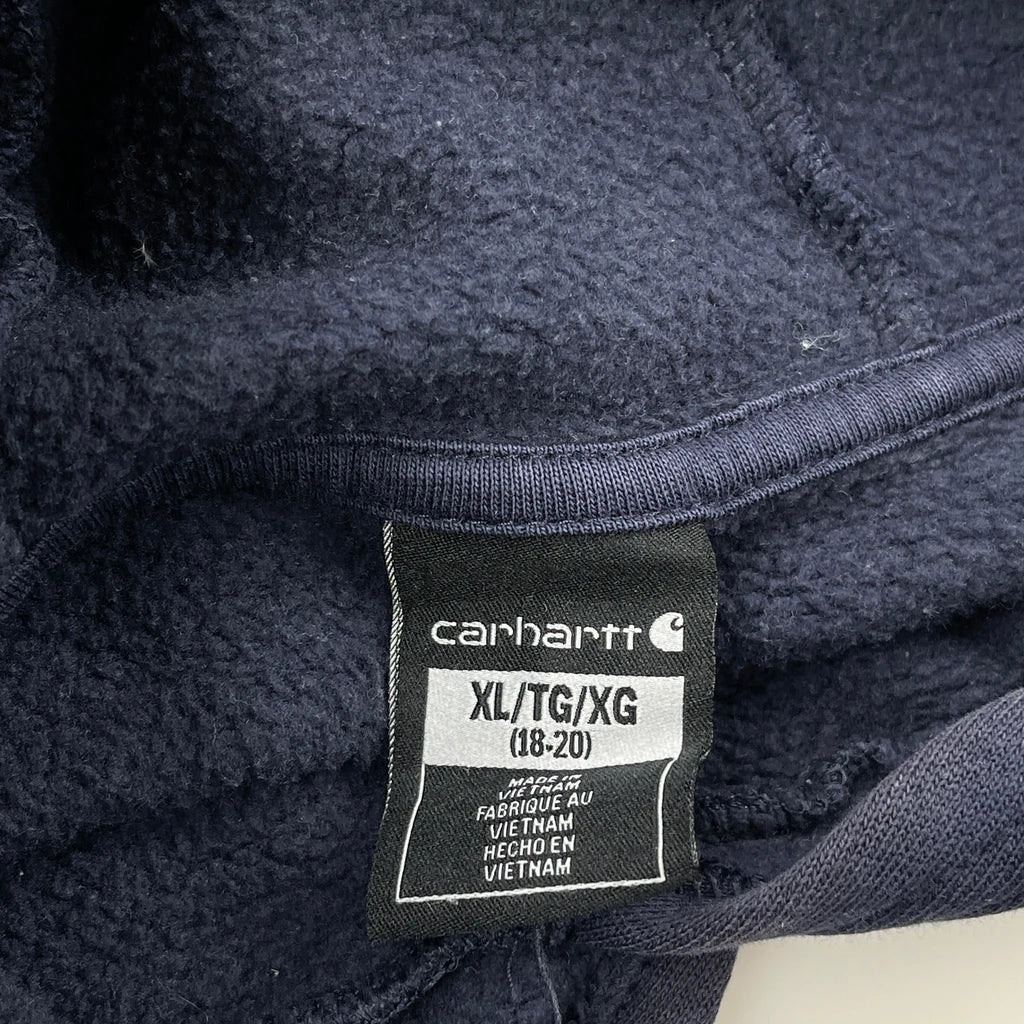 carhartt
XL/TG/XG
(18-20)
MADE IN
VIETNAM
FABRIQUE AU
VIETNAM
HECHO EN
VIETNAM